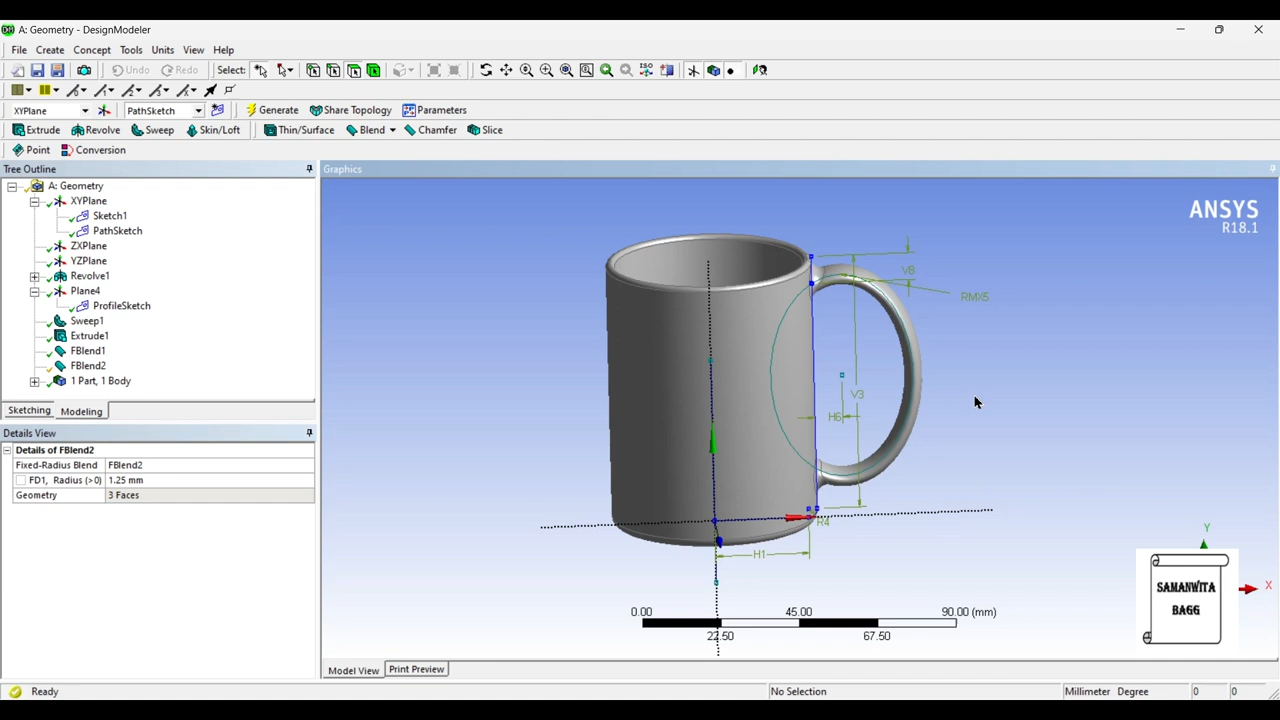 A: Geometry - DesignModeler
File Create Concept Tools Units View Help
Undo Redo Select: ISO
XYPlane PathSketch Generate Share Topology Parameters
Extrude Revolve Sweep Skin/Loft Thin/Surface Blend Chamfer Slice
Point Conversion
Tree Outline
A: Geometry
XYPlane
Sketch1
PathSketch
ZXPlane
YZPlane
Revolve1
Plane4
ProfileSketch
Sweep1
Extrude1
FBlend1
FBlend2
1 Part, 1 Body
Sketching Modeling
Details View
Details of FBlend2
Fixed-Radius Blend FBlend2
FD1, Radius (>0) 1.25 mm
Geometry 3 Faces
Graphics
ANSYS
R18.1
V8
RMX5
V3
H6
R4
H1
0.00 45.00 90.00 (mm)
22.50 67.50
Y
X
SAMANWITA
BAGG
Model View Print Preview
Ready No Selection Millimeter Degree 0 0